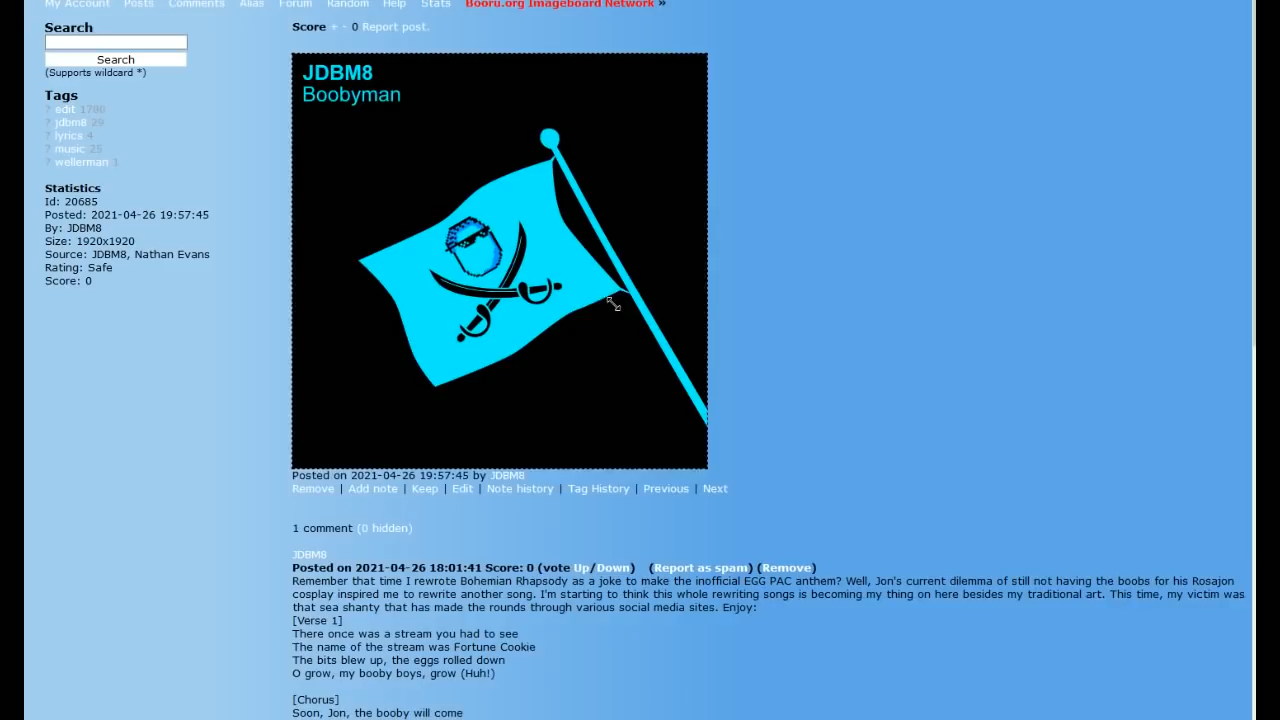 My Account Posts Comments Alias Forum Random Help Stats Booru.org Imageboard Network »
Search
Search
(Supports wildcard *)
Tags
? edit 1780
? jdbm8 29
? lyrics 4
? music 25
? wellerman 1
Statistics
Id: 20685
Posted: 2021-04-26 19:57:45
By: JDBM8
Size: 1920x1920
Source: JDBM8, Nathan Evans
Rating: Safe
Score: 0
Score + - 0 Report post.
JDBM8
Boobyman
Posted on 2021-04-26 19:57:45 by JDBM8
Remove | Add note | Keep | Edit | Note history | Tag History | Previous | Next
1 comment (0 hidden)
JDBM8
Posted on 2021-04-26 18:01:41 Score: 0 (vote Up/Down) (Report as spam) (Remove)
Remember that time I rewrote Bohemian Rhapsody as a joke to make the inofficial EGG PAC anthem? Well, Jon's current dilemma of still not having the boobs for his Rosajon
cosplay inspired me to rewrite another song. I'm starting to think this whole rewriting songs is becoming my thing on here besides my traditional art. This time, my victim was
that sea shanty that has made the rounds through various social media sites. Enjoy:
[Verse 1]
There once was a stream you had to see
The name of the stream was Fortune Cookie
The bits blew up, the eggs rolled down
O grow, my booby boys, grow (Huh!)
[Chorus]
Soon, Jon, the booby will come